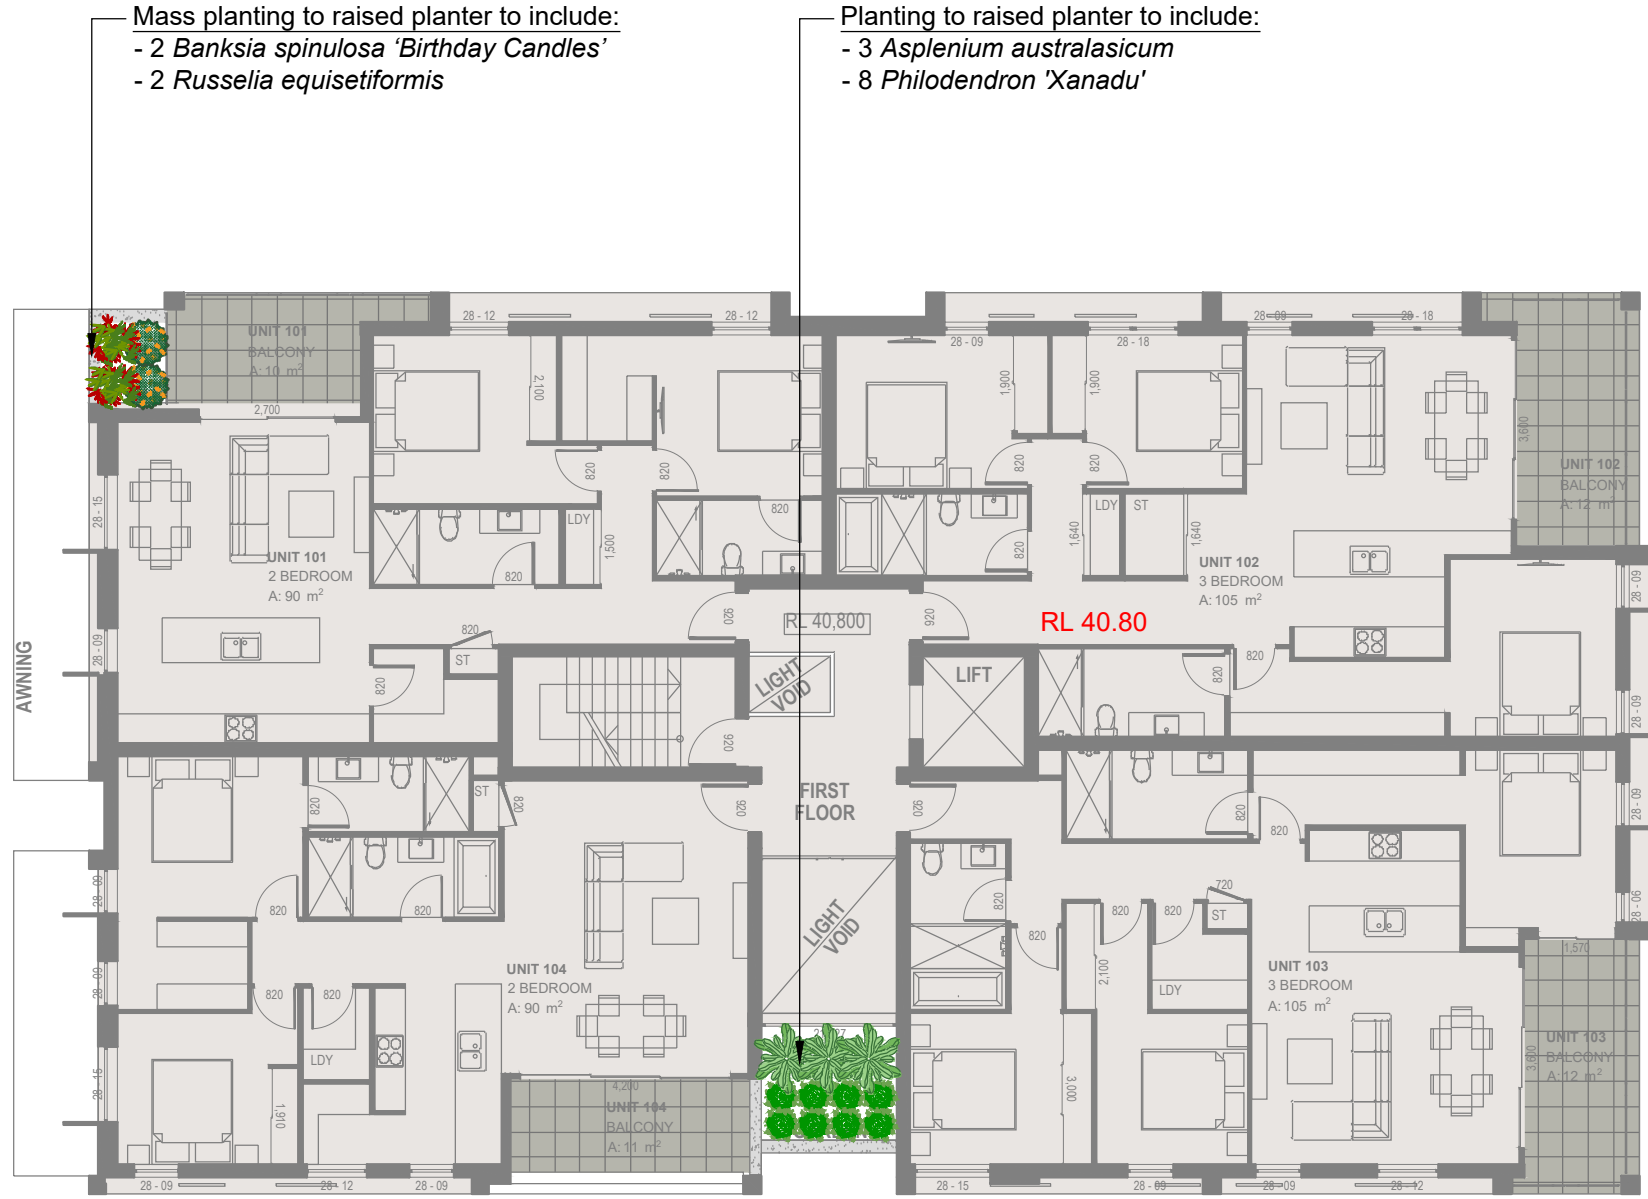 Mass planting to raised planter to include:
- 2 Banksia spinulosa ‘Birthday Candles’
- 2 Russelia equisetiformis
Planting to raised planter to include:
- 3 Asplenium australasicum
- 8 Philodendron 'Xanadu'
28 - 12
28 - 12
28 - 09
28 - 18
28 - 09
28 - 18
UNIT 101
BALCONY
A: 10 m²
2,700
2,100
1,900
1,900
3,600
UNIT 102
BALCONY
A: 12 m²
820
820
820
820
820
28 - 15
LDY
1,500
820
820
1,640
LDY
ST
1,640
UNIT 101
2 BEDROOM
A: 90 m²
UNIT 102
3 BEDROOM
A: 105 m²
28 - 09
920
RL 40,800
920
RL 40.80
28 - 09
820
ST
820
LIGHT
VOID
LIFT
820
820
AWNING
28 - 09
920
ST
820
820
FIRST
FLOOR
920
920
820
820
28 - 09
28 - 09
820
820
LIGHT
VOID
820
720
820
820
ST
28 - 06
820
1,570
28 - 09
UNIT 104
2 BEDROOM
A: 90 m²
2,100
LDY
UNIT 103
3 BEDROOM
A: 105 m²
820
820
LDY
28 - 15
1,910
4,200
UNIT 104
BALCONY
A: 11 m²
3,000
3,600
UNIT 103
BALCONY
A: 12 m²
28 - 09
28 - 12
28 - 09
28 - 15
28 - 09
28 - 09
28 - 12